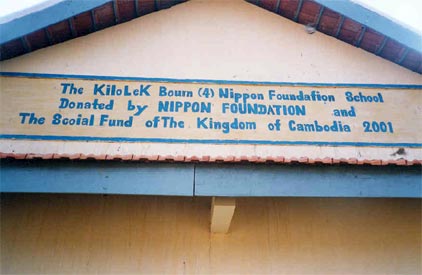 The KiloLeK Bourn (4) Nippon Foundation School
Donated by NIPPON FOUNDATION and
The Scoial Fund of The Kingdom of Cambodia 2001